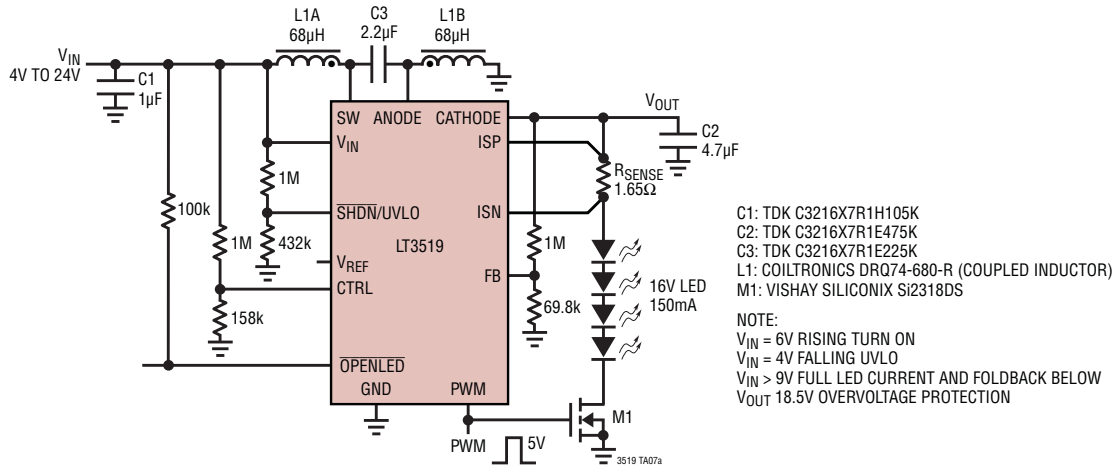 L1A
68µH
C3
2.2µF
L1B
68µH
VIN
4V TO 24V
C1
1µF
SW
ANODE
CATHODE
VOUT
C2
4.7µF
VIN
ISP
RSENSE
1.65Ω
1M
100k
SHDN/UVLO
ISN
1M
432k
LT3519
1M
VREF
FB
16V LED
150mA
CTRL
158k
69.8k
OPENLED
GND
PWM
M1
PWM
5V
3519 TA07a
C1: TDK C3216X7R1H105K
C2: TDK C3216X7R1E475K
C3: TDK C3216X7R1E225K
L1: COILTRONICS DRQ74-680-R (COUPLED INDUCTOR)
M1: VISHAY SILICONIX Si2318DS
NOTE:
VIN = 6V RISING TURN ON
VIN = 4V FALLING UVLO
VIN > 9V FULL LED CURRENT AND FOLDBACK BELOW
VOUT 18.5V OVERVOLTAGE PROTECTION